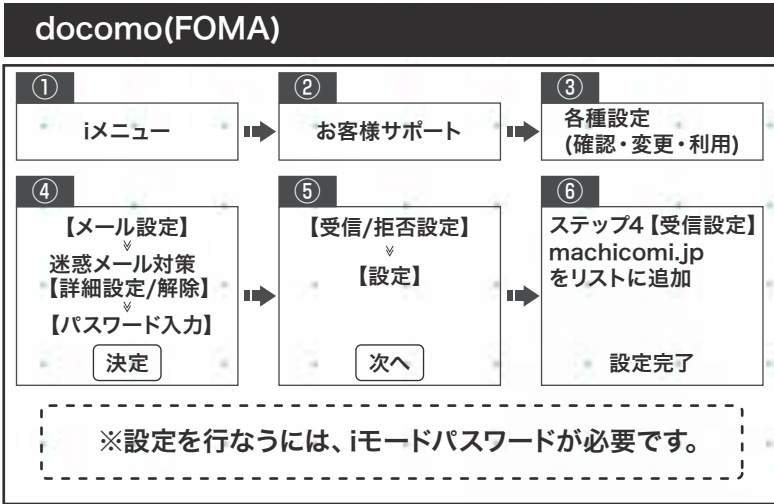 docomo(FOMA)
①
iメニュー
②
お客様サポート
③
各種設定
(確認・変更・利用)
④
【メール設定】
迷惑メール対策
【詳細設定/解除】
【パスワード入力】
決定
⑤
【受信/拒否設定】
【設定】
次へ
⑥
ステップ4【受信設定】
machicomi.jp
をリストに追加
設定完了
※設定を行なうには、iモードパスワードが必要です。